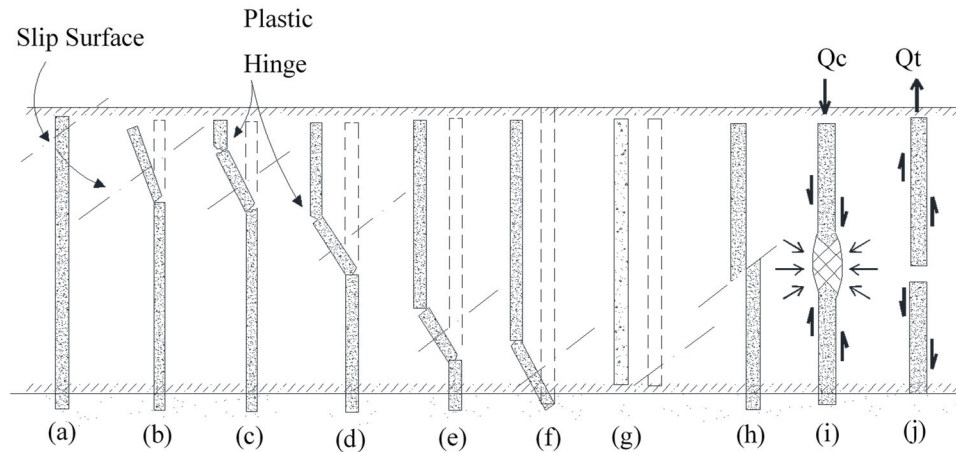 Plastic
Slip Surface
Hinge
Qc
Qt
(a)
(b)
(c)
(d)
(e)
(f)
(g)
(h)
(i)
(j)